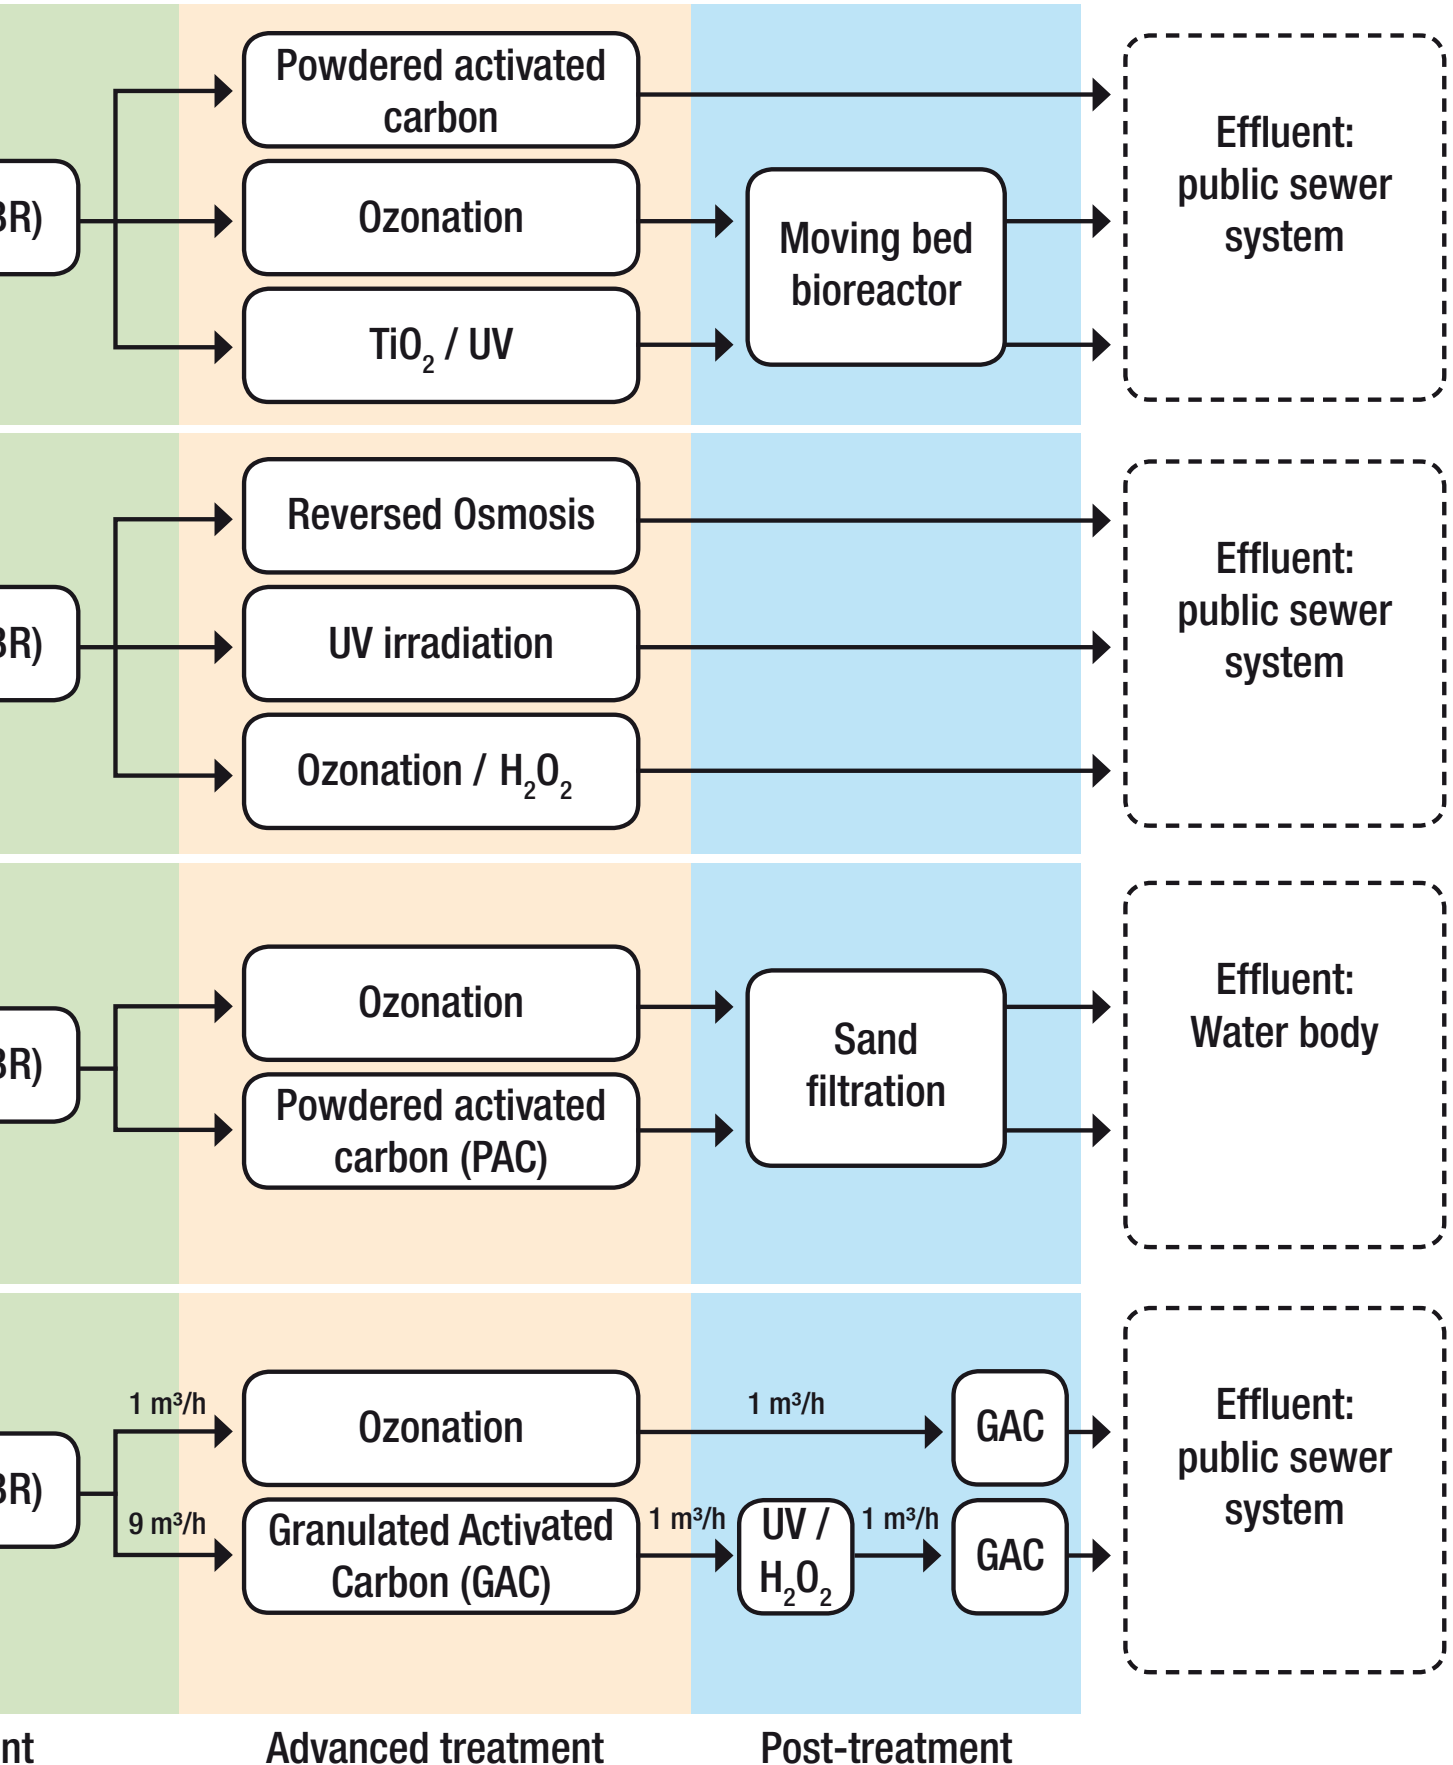 Powdered activated
carbon
Effluent:
public sewer
system
BR)
Ozonation
Moving bed
bioreactor
TiO₂ / UV
Reversed Osmosis
Effluent:
public sewer
system
BR)
UV irradiation
Ozonation / H₂O₂
Ozonation
Effluent:
Water body
Sand
filtration
BR)
Powdered activated
carbon (PAC)
1 m³/h
Ozonation
1 m³/h
GAC
Effluent:
public sewer
system
BR)
9 m³/h
Granulated Activated
Carbon (GAC)
1 m³/h
UV /
H₂O₂
1 m³/h
GAC
nt
Advanced treatment
Post-treatment